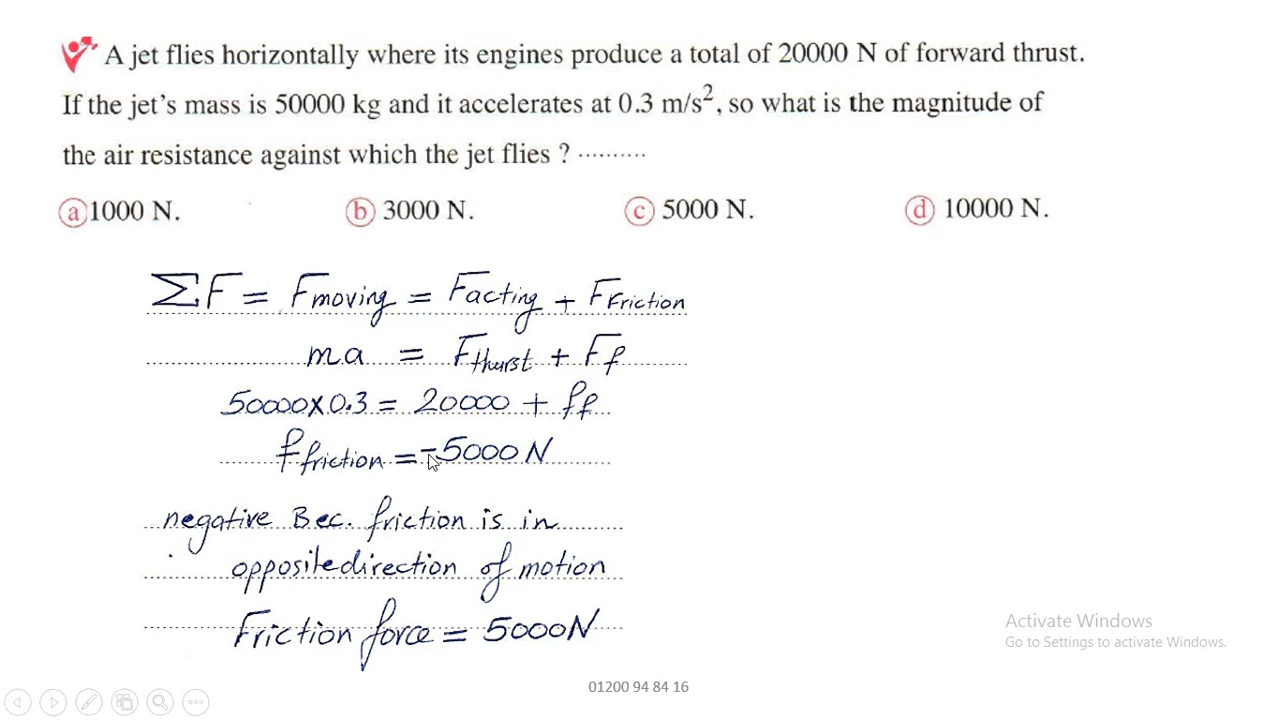 A jet flies horizontally where its engines produce a total of 20000 N of forward thrust.
If the jet's mass is 50000 kg and it accelerates at 0.3 m/s², so what is the magnitude of
the air resistance against which the jet flies ? ··········
ⓐ 1000 N. ⓑ 3000 N. ⓒ 5000 N. ⓓ 10000 N.
ΣF = Fmoving = Facting + FFriction
ma = Fthurst + Ff
50000×0.3 = 20000 + ff
ffriction = -5000 N
negative Bec. friction is in
opposite direction of motion
Friction force = 5000N
Activate Windows
Go to Settings to activate Windows.
01200 94 84 16